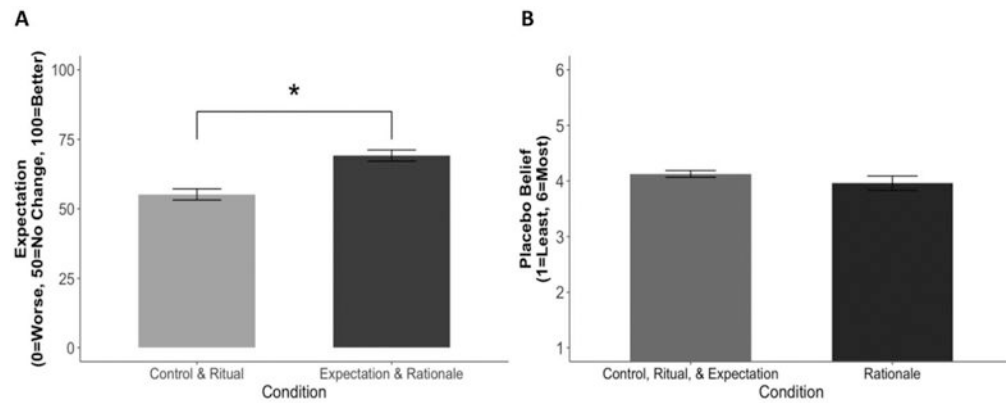 A
Expectation
(0=Worse, 50=No Change, 100=Better)
100
75
50
25
0
*
Control & Ritual
Expectation & Rationale
Condition
B
Placebo Belief
(1=Least, 6=Most)
6
5
4
3
2
1
Control, Ritual, & Expectation
Rationale
Condition